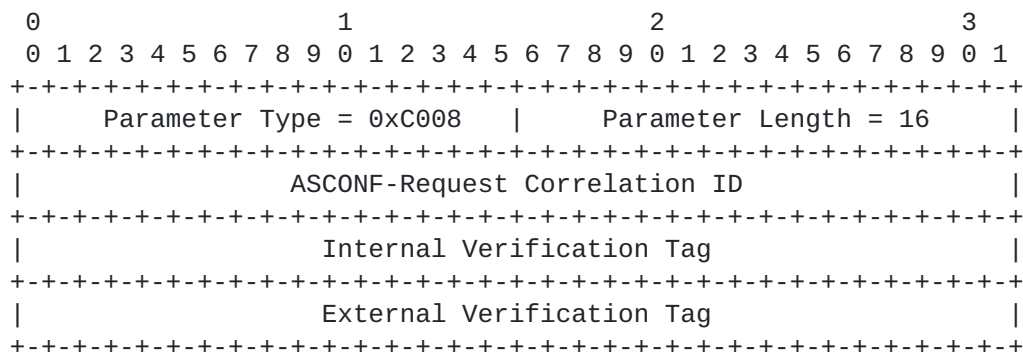 0                   1                   2                   3
0 1 2 3 4 5 6 7 8 9 0 1 2 3 4 5 6 7 8 9 0 1 2 3 4 5 6 7 8 9 0 1
+-+-+-+-+-+-+-+-+-+-+-+-+-+-+-+-+-+-+-+-+-+-+-+-+-+-+-+-+-+-+-+-+
|     Parameter Type = 0xC008   |     Parameter Length = 16     |
+-+-+-+-+-+-+-+-+-+-+-+-+-+-+-+-+-+-+-+-+-+-+-+-+-+-+-+-+-+-+-+-+
|                 ASCONF-Request Correlation ID                 |
+-+-+-+-+-+-+-+-+-+-+-+-+-+-+-+-+-+-+-+-+-+-+-+-+-+-+-+-+-+-+-+-+
|                   Internal Verification Tag                   |
+-+-+-+-+-+-+-+-+-+-+-+-+-+-+-+-+-+-+-+-+-+-+-+-+-+-+-+-+-+-+-+-+
|                   External Verification Tag                   |
+-+-+-+-+-+-+-+-+-+-+-+-+-+-+-+-+-+-+-+-+-+-+-+-+-+-+-+-+-+-+-+-+